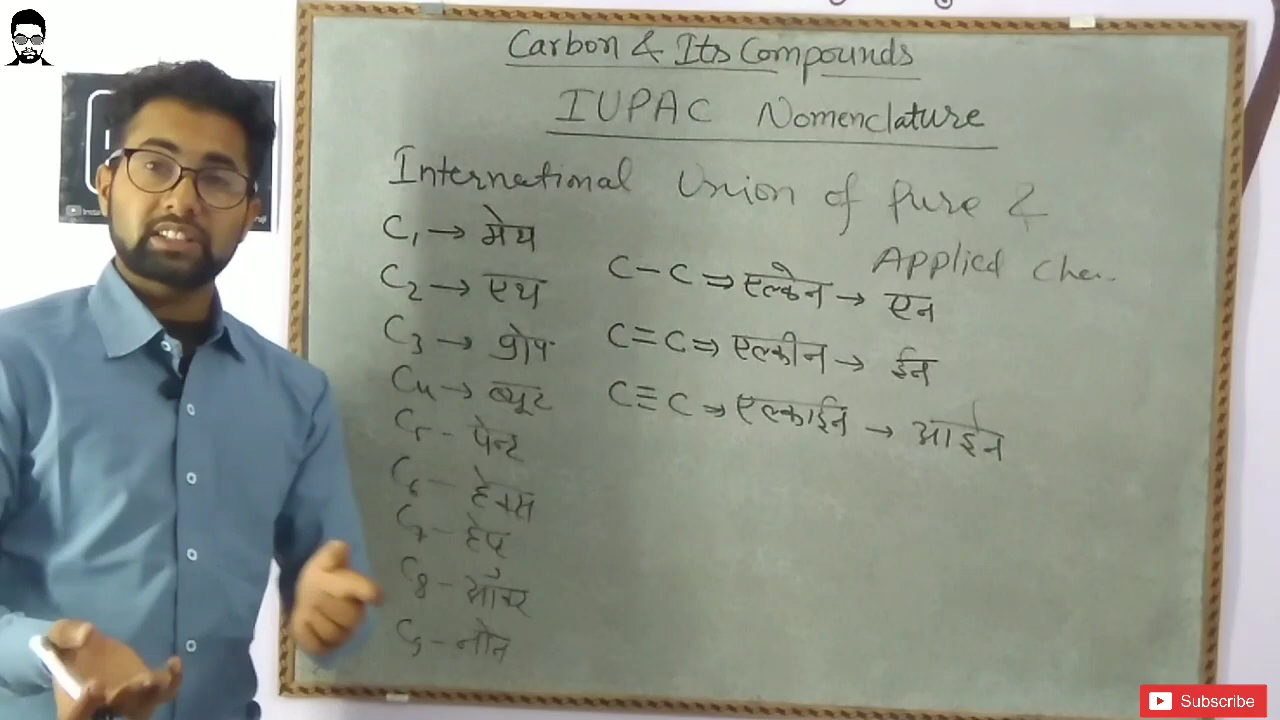 Carbon & Its Compounds
IUPAC Nomenclature
International Union of Pure &
Applied Che..
C₁ → मेथ
C₂ → एथ
C₃ → प्रोप
C₄ → ब्यूट
C₅ - पेन्ट
C₆ - हेक्स
C₇ - हेप्ट
C₈ - ऑक्ट
C₉ - नोन
C-C ⇒ एल्केन → एन
C=C ⇒ एल्कीन → ईन
C≡C ⇒ एल्काईन → आईन
Subscribe